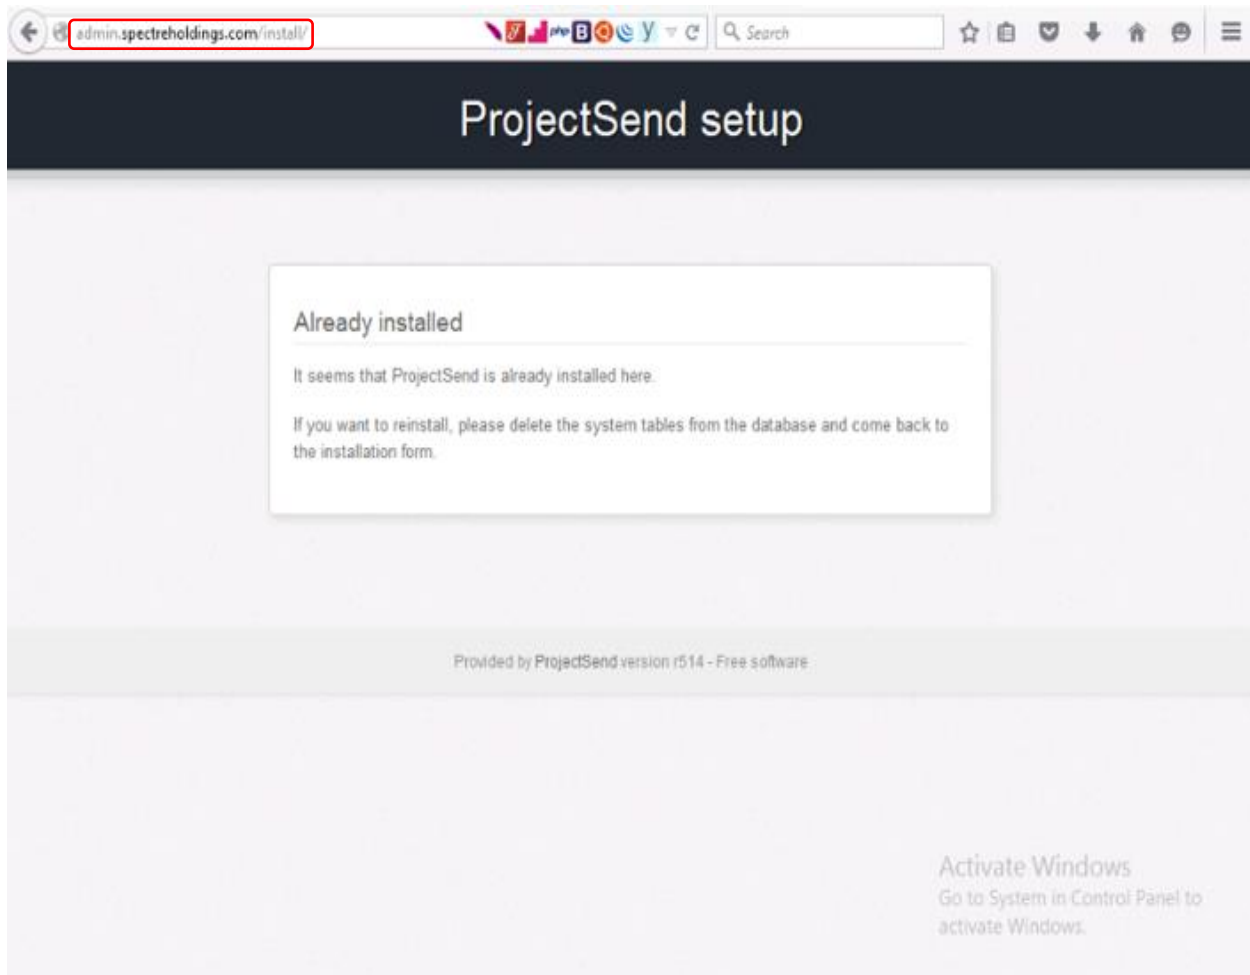 admin.spectreholdings.com/install/
php B y Search
ProjectSend setup
Already installed
It seems that ProjectSend is already installed here.
If you want to reinstall, please delete the system tables from the database and come back to
the installation form.
Provided by ProjectSend version r514 - Free software
Activate Windows
Go to System in Control Panel to
activate Windows.